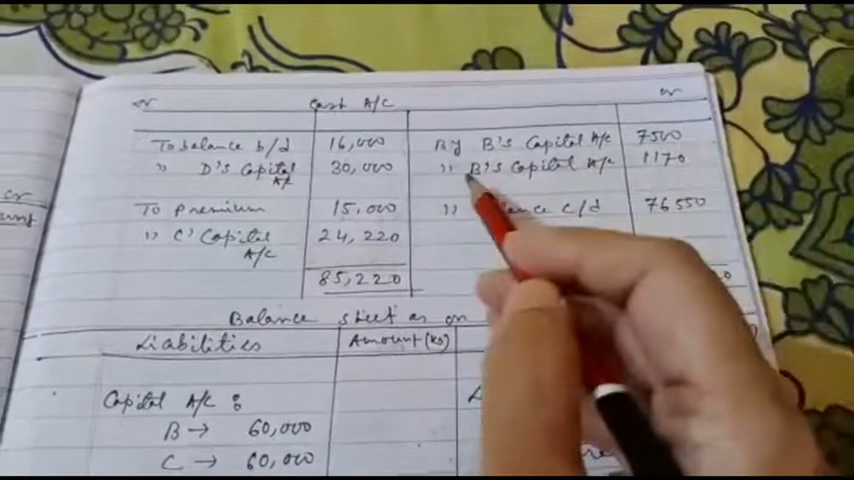 Dr Cash A/C Cr
To balance b/d 16,000 By B's Capital A/c 7500
" D's Capital A/c 30,000 " B's Capital A/c 1170
To Premium 15,000 " c/d 76550
" C' Capital A/c 24,220
85,220
Balance sheet as on
Liabilities Amount (Rs)
Capital A/C :
B → 60,000
C → 60,000